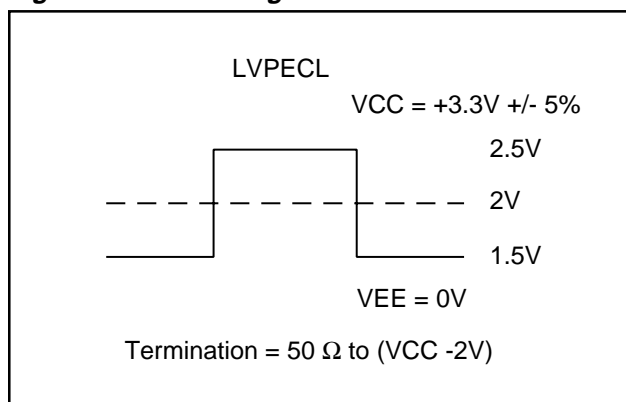 LVPECL
VCC = +3.3V +/- 5%
2.5V
2V
1.5V
VEE = 0V
Termination = 50 Ω to (VCC -2V)